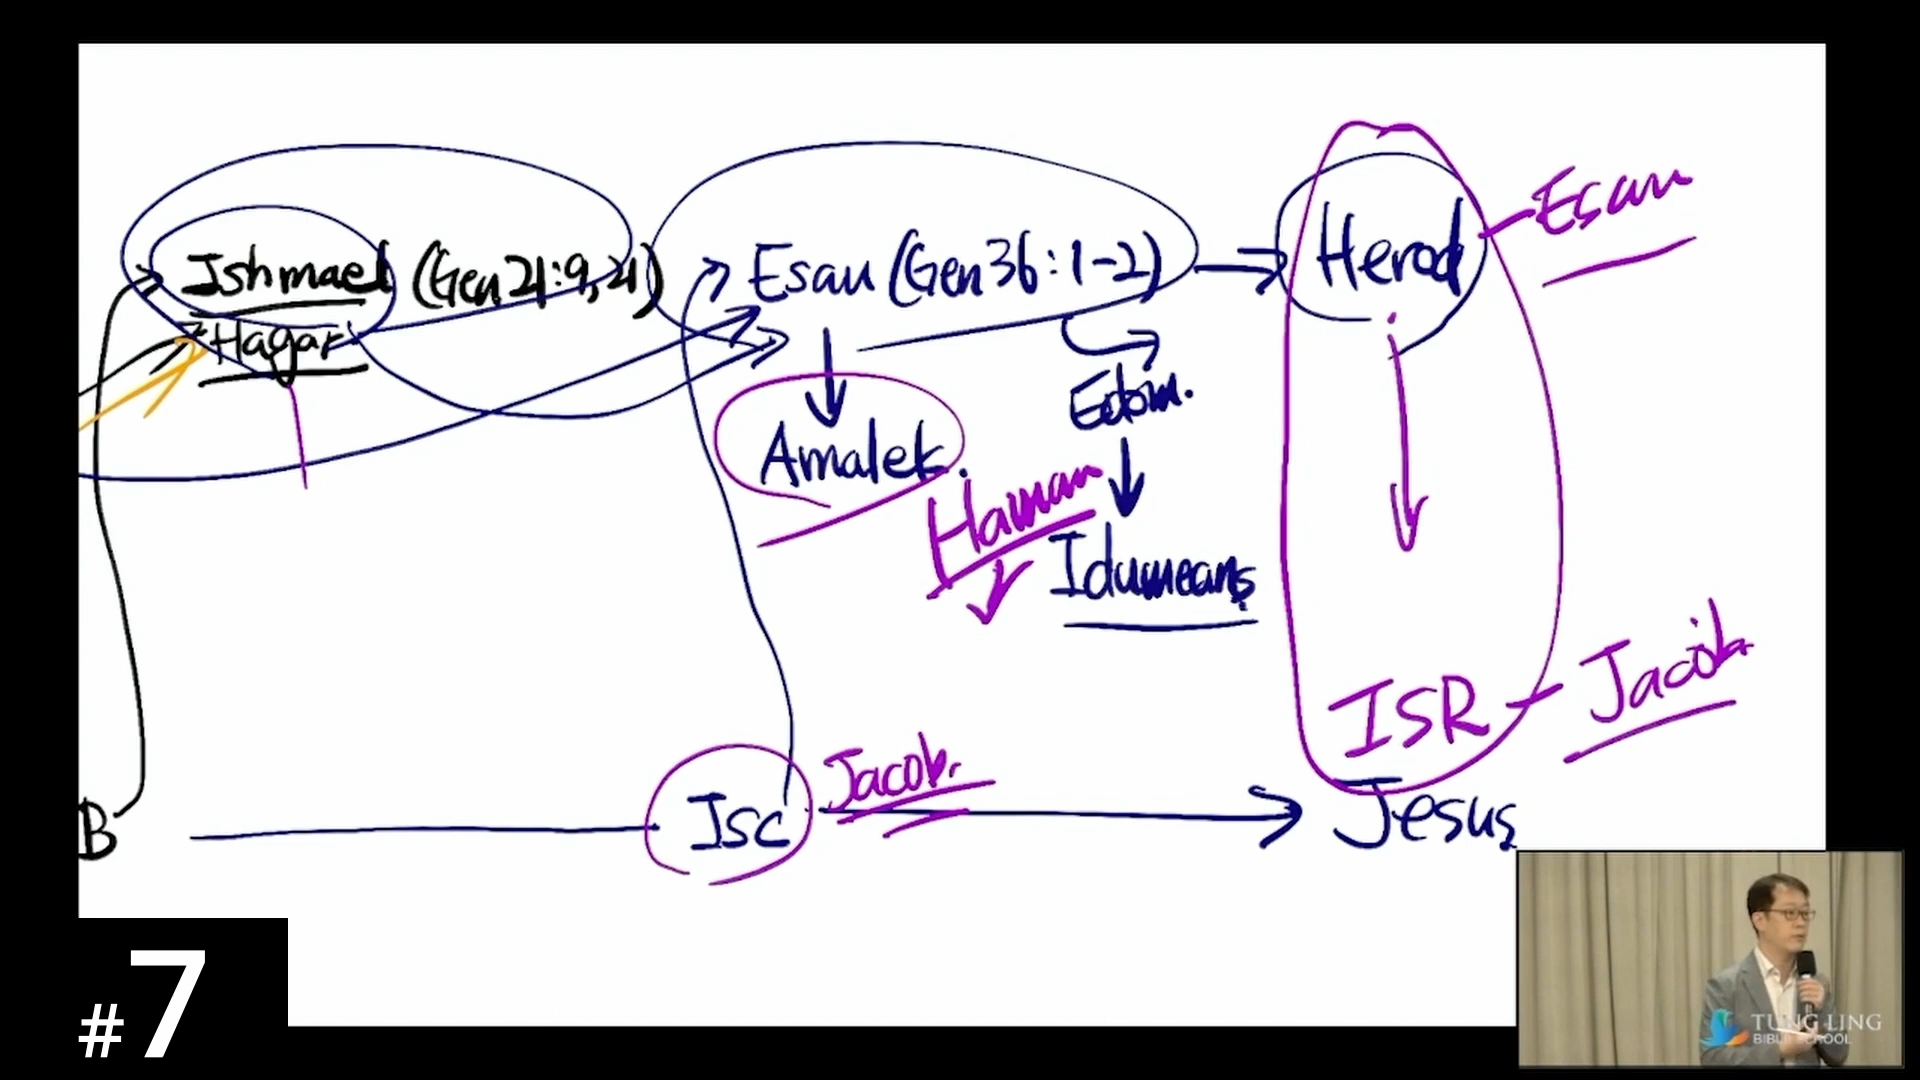 Ishmael (Gen 21:9, 21)
Hagar
Esau (Gen 36:1-2)
Herod
Esau
Amalek.
Edom.
Haman
Idumeans
ISR
Jacob.
B
Isc
Jacob.
Jesus
#7
TUNG LING
BIBLE SCHOOL